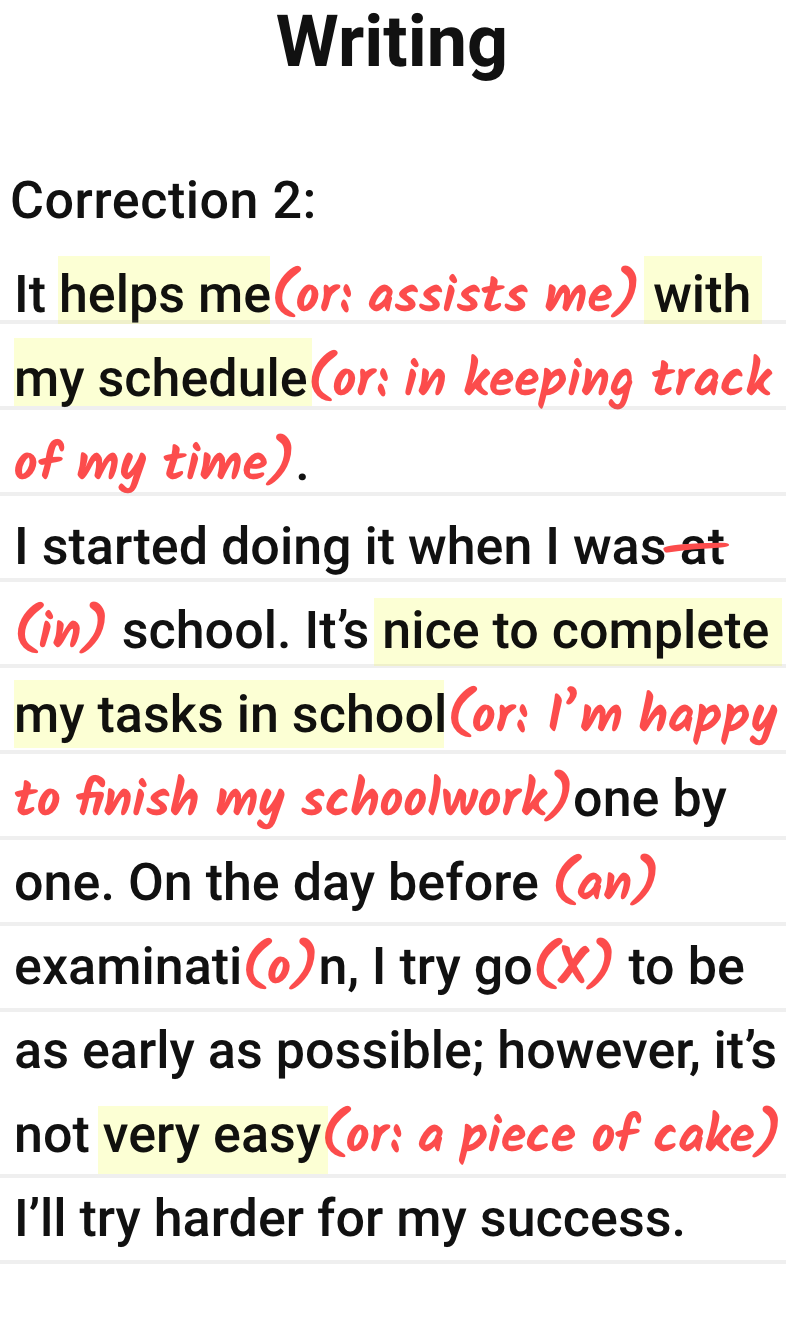 Writing
Correction 2:
It helps me(or: assists me) with
my schedule(or: in keeping track
of my time).
I started doing it when I was at
(in) school. It’s nice to complete
my tasks in school(or: I’m happy
to finish my schoolwork)one by
one. On the day before (an)
examinati(o)n, I try go(X) to be
as early as possible; however, it’s
not very easy(or: a piece of cake)
I’ll try harder for my success.